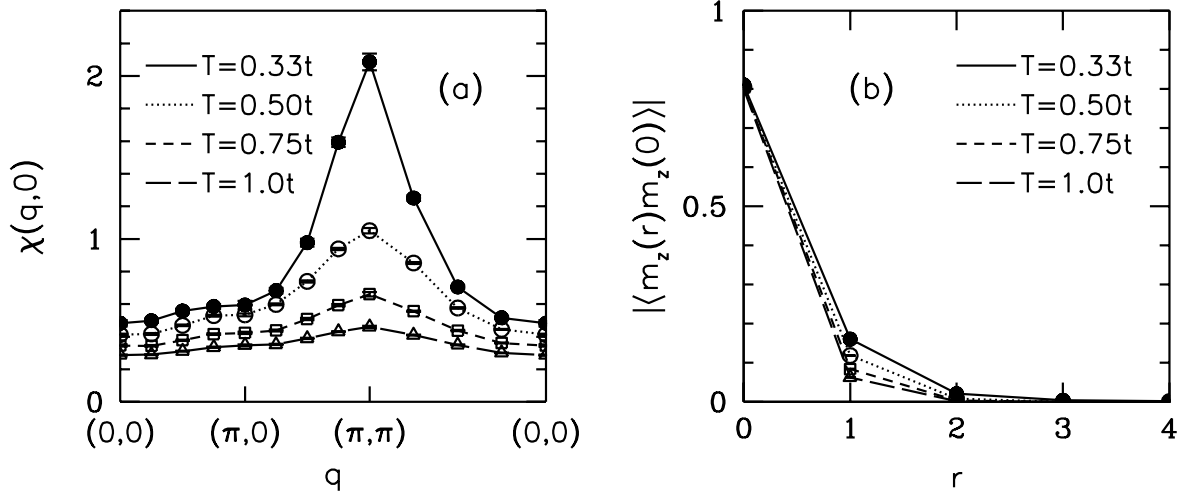 T=0.33t
T=0.50t
T=0.75t
T=1.0t
(a)
2
1
0
χ(q,0)
(0,0) (π,0) (π,π) (0,0)
q
T=0.33t
T=0.50t
T=0.75t
T=1.0t
(b)
1
0.5
0
|⟨m_z(r)m_z(0)⟩|
0 1 2 3 4
r